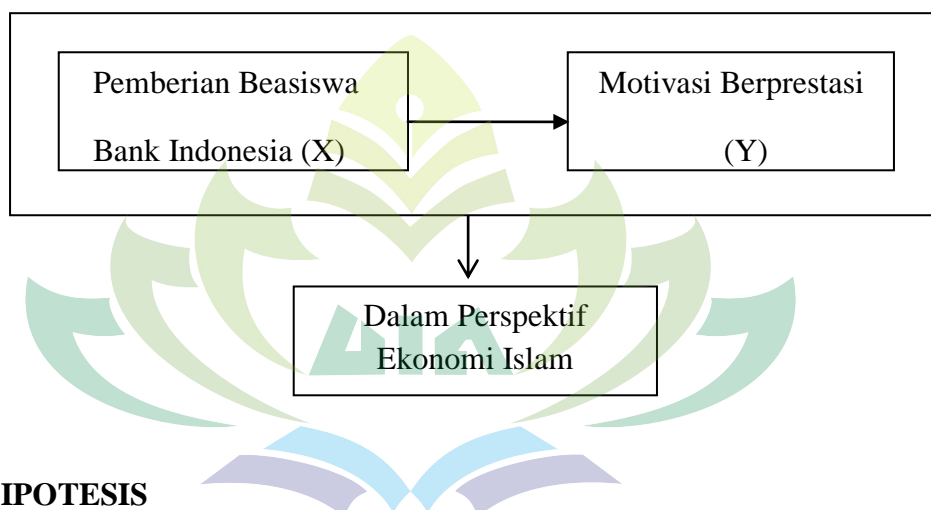 Pemberian Beasiswa
Bank Indonesia (X)
Motivasi Berprestasi
(Y)
Dalam Perspektif
Ekonomi Islam
IPOTESIS